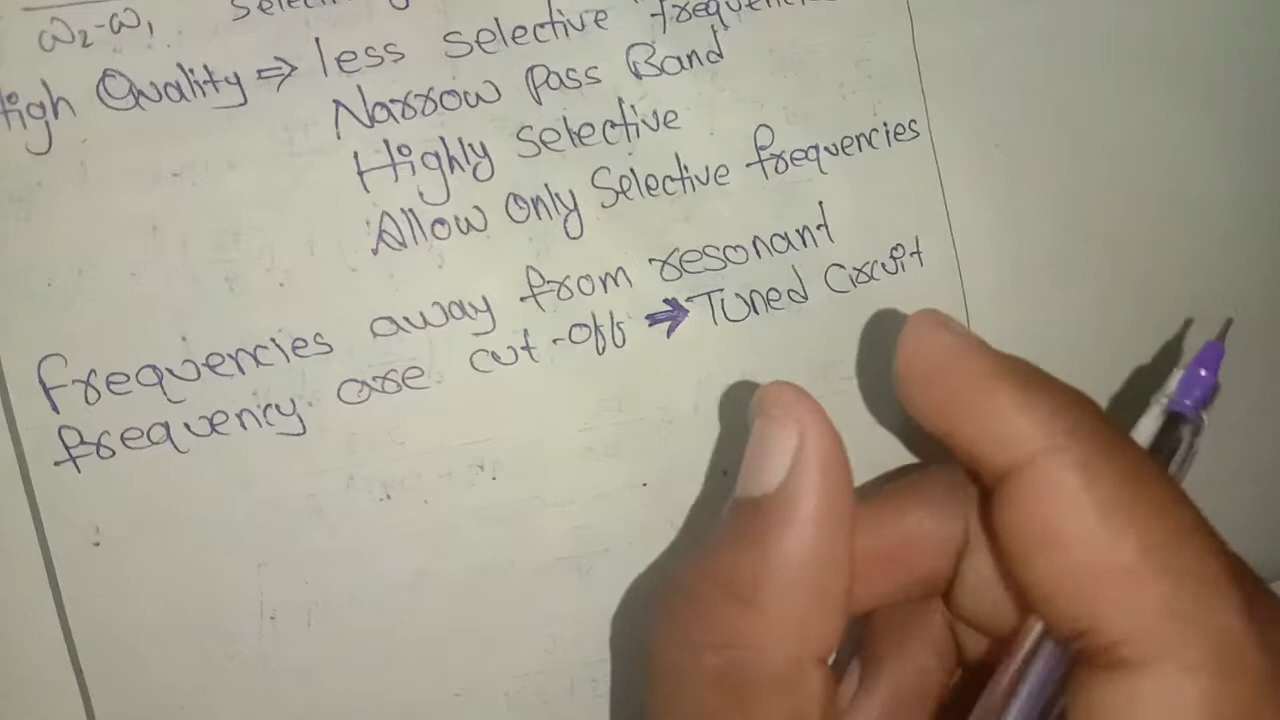 ω₂-ω₁
High Quality ⇒ less selective frequencies
Narrow Pass Band
Highly selective
Allow Only Selective frequencies
Frequencies away from resonant
frequency are cut-off → Tuned Circuit